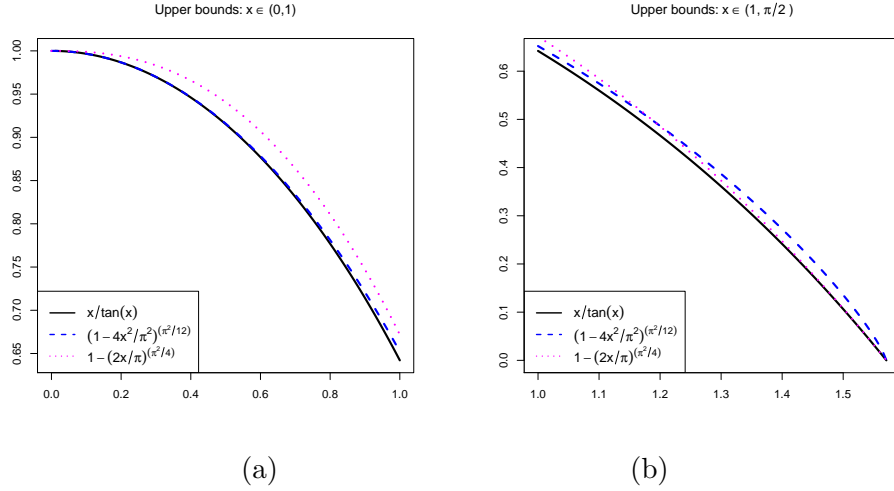 Upper bounds: x ∈ (0,1)
1.00
0.95
0.90
0.85
0.80
0.75
0.70
0.65
x/tan(x)
(1−4x²/π²)^(π²/12)
1−(2x/π)^(π²/4)
0.0 0.2 0.4 0.6 0.8 1.0
(a)
Upper bounds: x ∈ (1, π/2 )
0.6
0.5
0.4
0.3
0.2
0.1
0.0
x/tan(x)
(1−4x²/π²)^(π²/12)
1−(2x/π)^(π²/4)
1.0 1.1 1.2 1.3 1.4 1.5
(b)